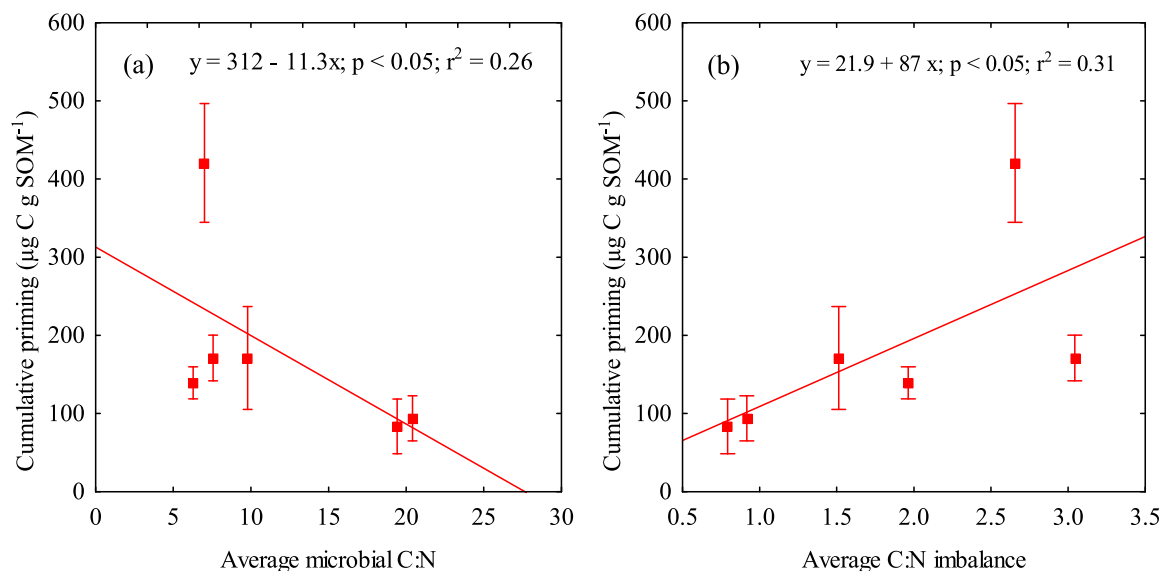 (a) y = 312 - 11.3x; p < 0.05; r² = 0.26
Cumulative priming (µg C g SOM⁻¹)
600
500
400
300
200
100
0
0 5 10 15 20 25 30
Average microbial C:N
(b) y = 21.9 + 87 x; p < 0.05; r² = 0.31
Cumulative priming (µg C g SOM⁻¹)
600
500
400
300
200
100
0
0.5 1.0 1.5 2.0 2.5 3.0 3.5
Average C:N imbalance